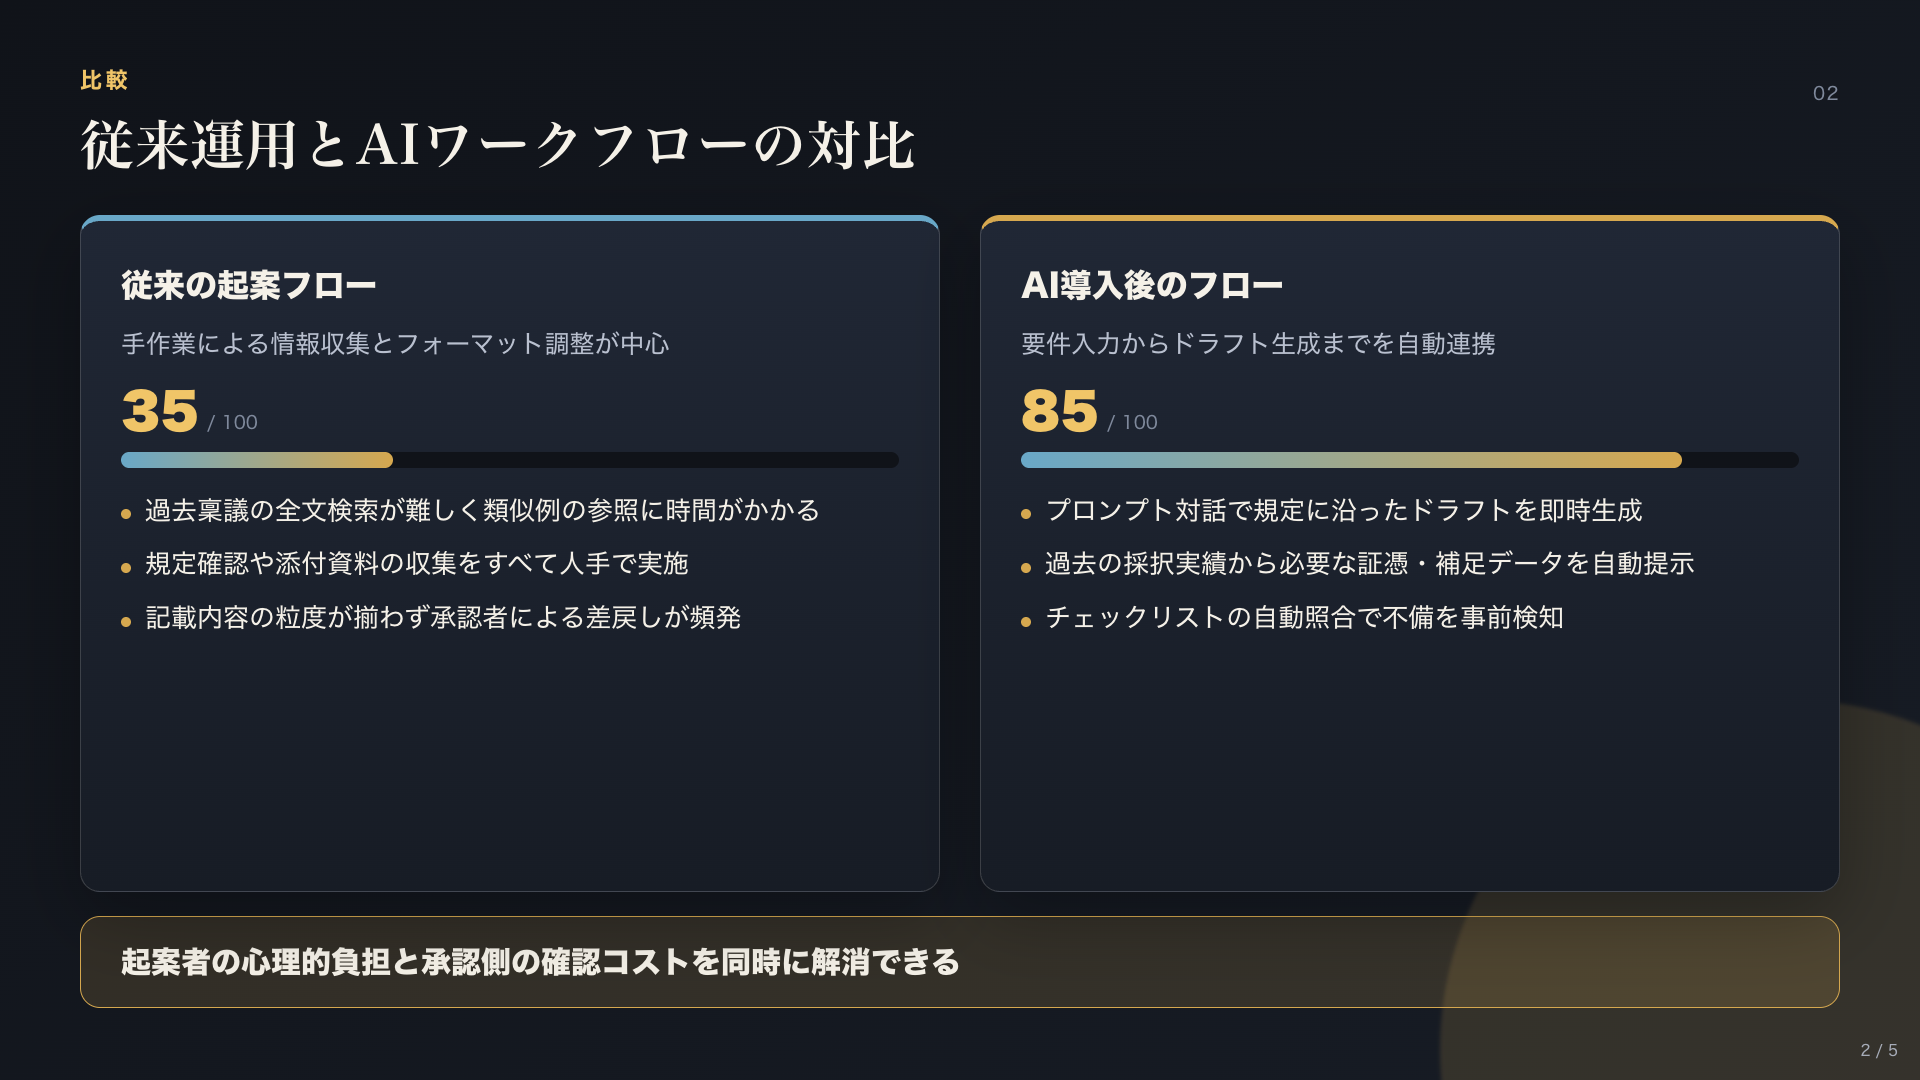 比較
02
従来運用とAIワークフローの対比
従来の起案フロー
手作業による情報収集とフォーマット調整が中心
35 / 100
過去稟議の全文検索が難しく類似例の参照に時間がかかる
規定確認や添付資料の収集をすべて人手で実施
記載内容の粒度が揃わず承認者による差戻しが頻発
AI導入後のフロー
要件入力からドラフト生成までを自動連携
85 / 100
プロンプト対話で規定に沿ったドラフトを即時生成
過去の採択実績から必要な証憑・補足データを自動提示
チェックリストの自動照合で不備を事前検知
起案者の心理的負担と承認側の確認コストを同時に解消できる
2 / 5